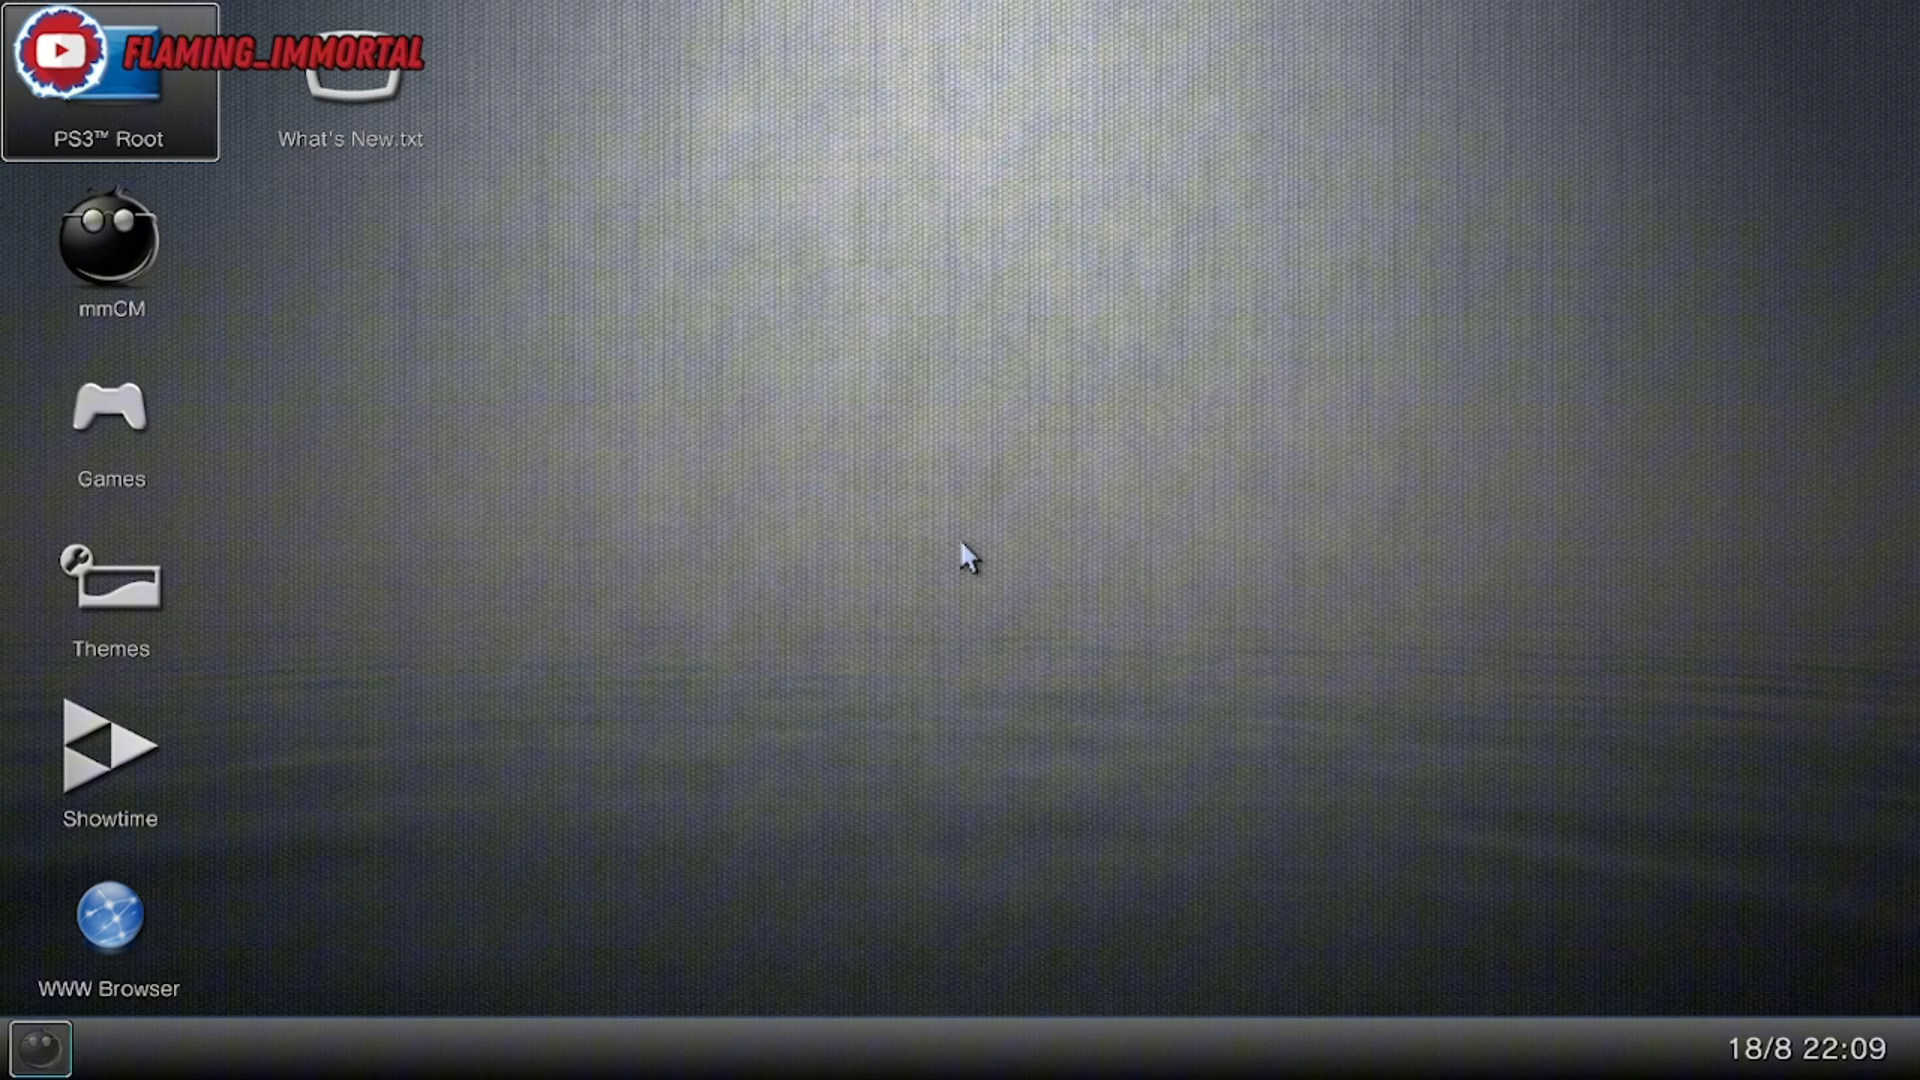 FLAMING_IMMORTAL
PS3™ Root
What's New.txt
mmCM
Games
Themes
Showtime
WWW Browser
18/8 22:09